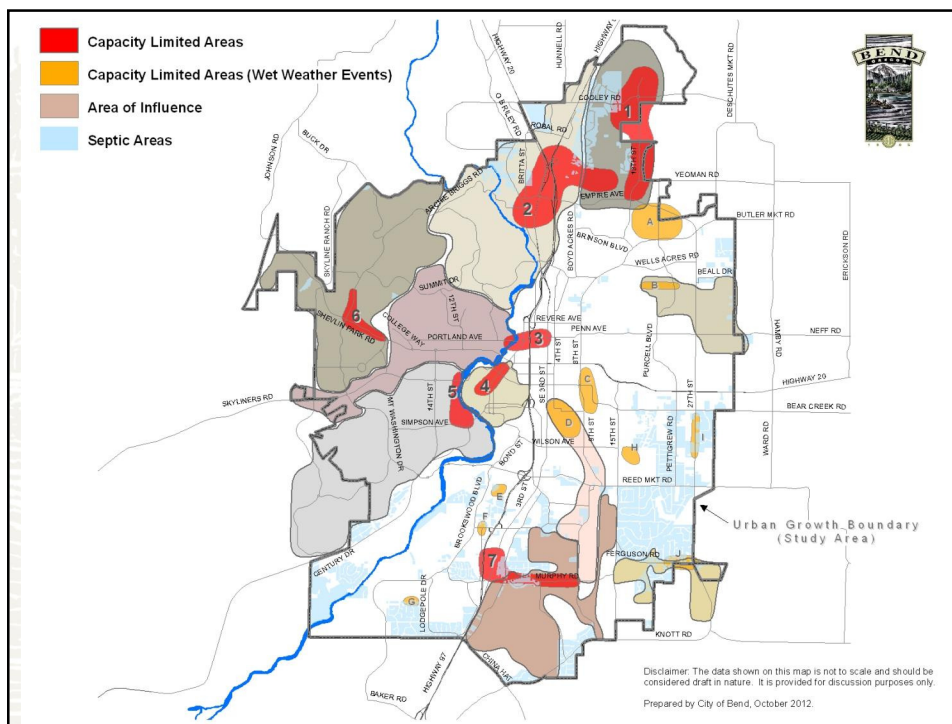 Capacity Limited Areas
Capacity Limited Areas (Wet Weather Events)
Area of Influence
Septic Areas
BEND
OREGON
HIGHWAY 20
HUNNELL RD
HIGHWAY
DESCHUTES MKT RD
O B RILEY RD
COOLEY RD
1
JOHNSON RD
BUCK DR
ROBAL RD
BRITTA ST
18TH ST
YEOMAN RD
ARCHIE BRIGGS RD
EMPIRE AVE
2
A
BUTLER MKT RD
SKYLINE RANCH RD
BOYD ACRES RD
BRINSON BLVD
ERICKSON RD
WELLS ACRES RD
BEALL DR
SUMMIT DR
B
6
12TH ST
SHEVLIN PARK RD
COLLEGE WAY
REVERE AVE
PORTLAND AVE
3
PENN AVE
NEFF RD
4TH ST
8TH ST
PURCELL BLVD
HAMBY RD
SE 3RD ST
C
4
5
27TH ST
HIGHWAY 20
SKYLINERS RD
14TH ST
BEAR CREEK RD
MT WASHINGTON DR
SIMPSON AVE
D
9TH ST
15TH ST
PETTIGREW RD
I
WARD RD
WILSON AVE
BOND ST
H
REED MKT RD
BROOKSWOOD BLVD
3RD ST
E
Urban Growth Boundary
(Study Area)
F
CENTURY DR
7
FERGUSON RD
J
MURPHY RD
G
LODGEPOLE DR
KNOTT RD
HIGHWAY 97
CHINA HAT
BAKER RD
Disclaimer: The data shown on this map is not to scale and should be
considered draft in nature. It is provided for discussion purposes only.
Prepared by City of Bend, October 2012.